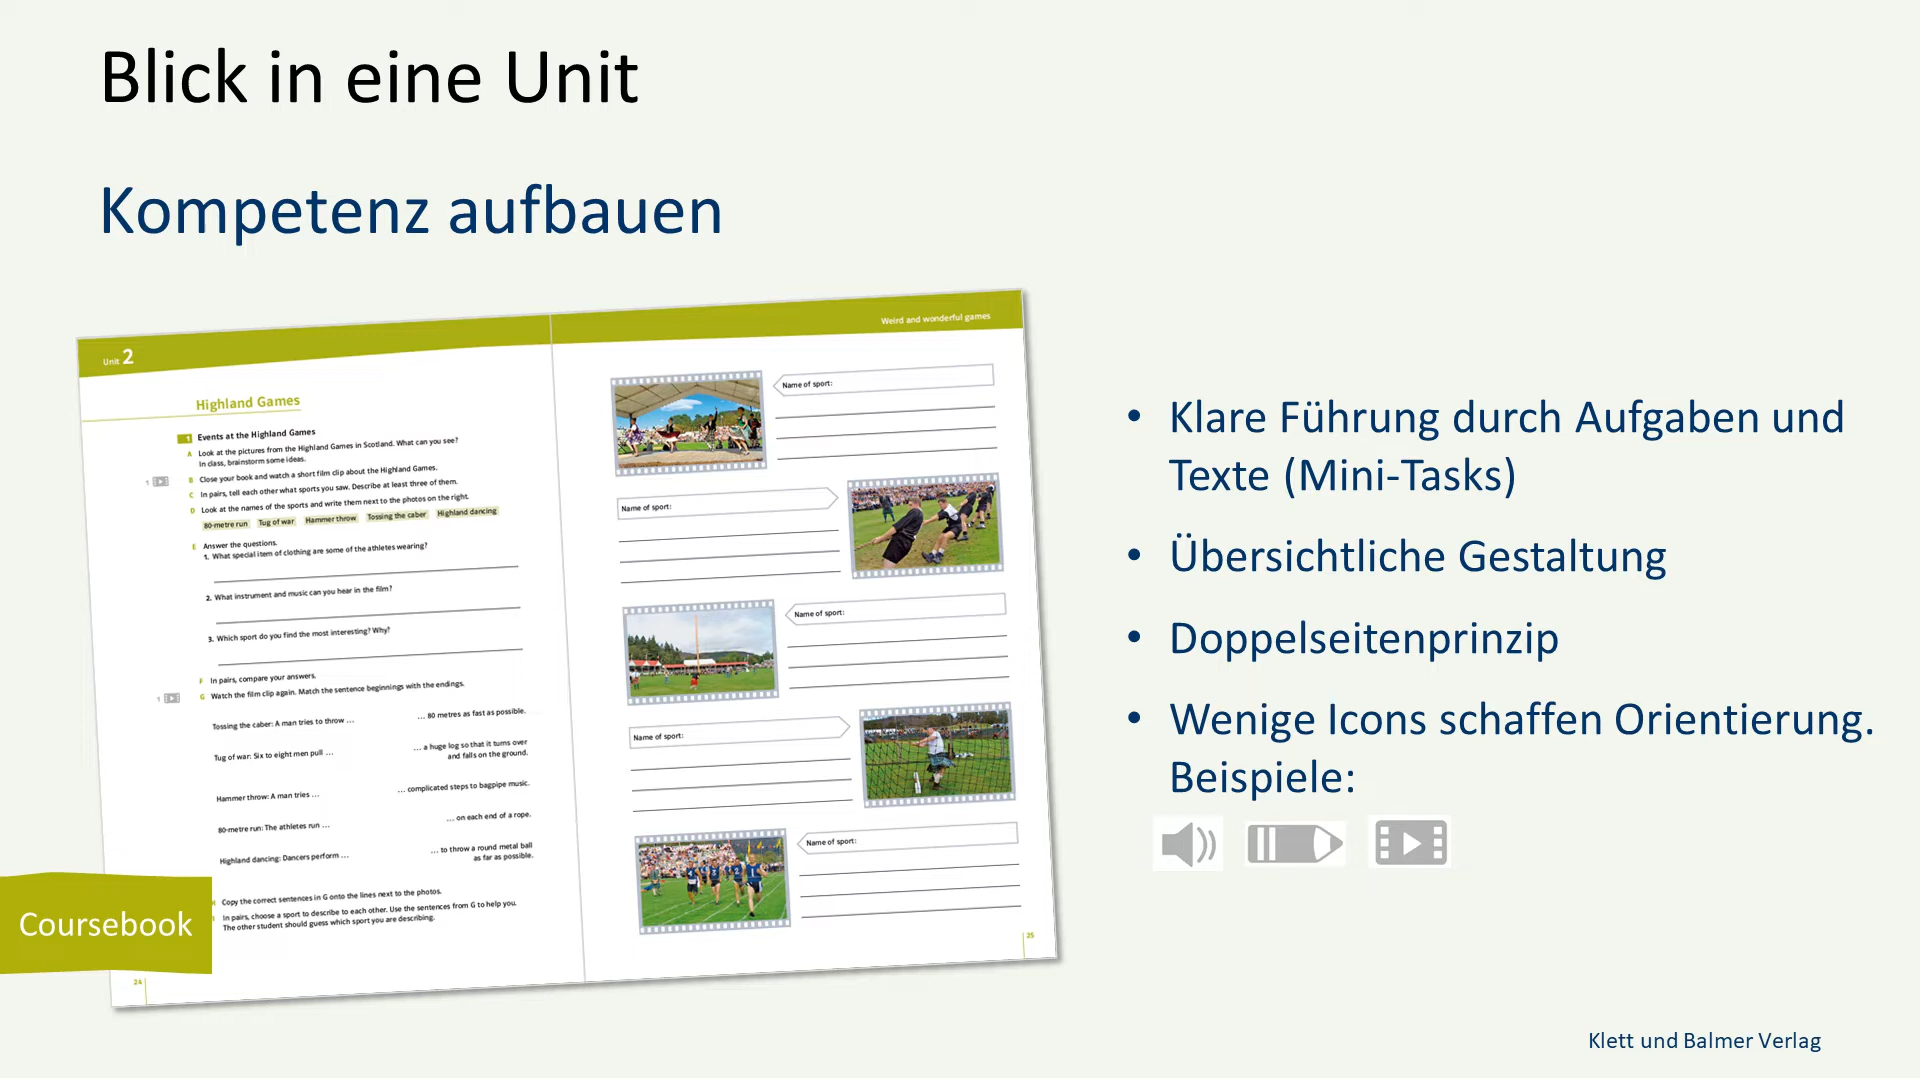 Blick in eine Unit
Kompetenz aufbauen
Unit 2
Highland Games
1 Events at the Highland Games
A Look at the pictures from the Highland Games in Scotland. What can you see?
In class, brainstorm some ideas.
1
B Close your book and watch a short film clip about the Highland Games.
C In pairs, tell each other what sports you saw. Describe at least three of them.
D Look at the names of the sports and write them next to the photos on the right.
80-metre run Tug of war Hammer throw Tossing the caber Highland dancing
E Answer the questions.
1. What special item of clothing are some of the athletes wearing?
2. What instrument and music can you hear in the film?
3. Which sport do you find the most interesting? Why?
F In pairs, compare your answers.
1
G Watch the film clip again. Match the sentence beginnings with the endings.
Tossing the caber: A man tries to throw ...
... 80 metres as fast as possible.
Tug of war: Six to eight men pull ...
... a huge log so that it turns over
and falls on the ground.
Hammer throw: A man tries ...
... complicated steps to bagpipe music.
80-metre run: The athletes run ...
... on each end of a rope.
Highland dancing: Dancers perform ...
... to throw a round metal ball
as far as possible.
Copy the correct sentences in G onto the lines next to the photos.
In pairs, choose a sport to describe to each other. Use the sentences from G to help you.
The other student should guess which sport you are describing.
24
Weird and wonderful games
Name of sport:
Name of sport:
Name of sport:
Name of sport:
Name of sport:
25
Coursebook
• Klare Führung durch Aufgaben und
Texte (Mini-Tasks)
• Übersichtliche Gestaltung
• Doppelseitenprinzip
• Wenige Icons schaffen Orientierung.
Beispiele:
Klett und Balmer Verlag